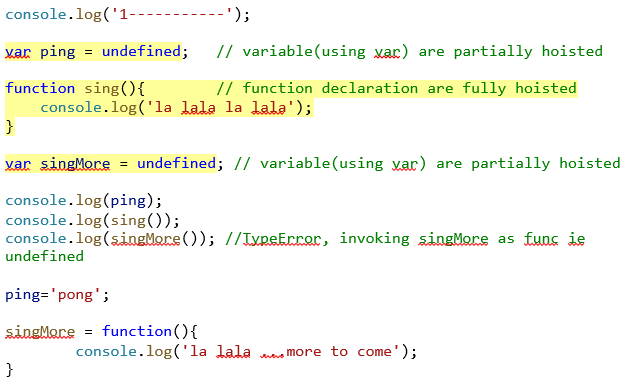 console.log('1-----------');
var ping = undefined;   // variable(using var) are partially hoisted
function sing(){        // function declaration are fully hoisted
    console.log('la lala la lala');
}
var singMore = undefined; // variable(using var) are partially hoisted
console.log(ping);
console.log(sing());
console.log(singMore()); //TypeError, invoking singMore as func ie
undefined
ping='pong';
singMore = function(){
        console.log('la lala ...more to come');
}